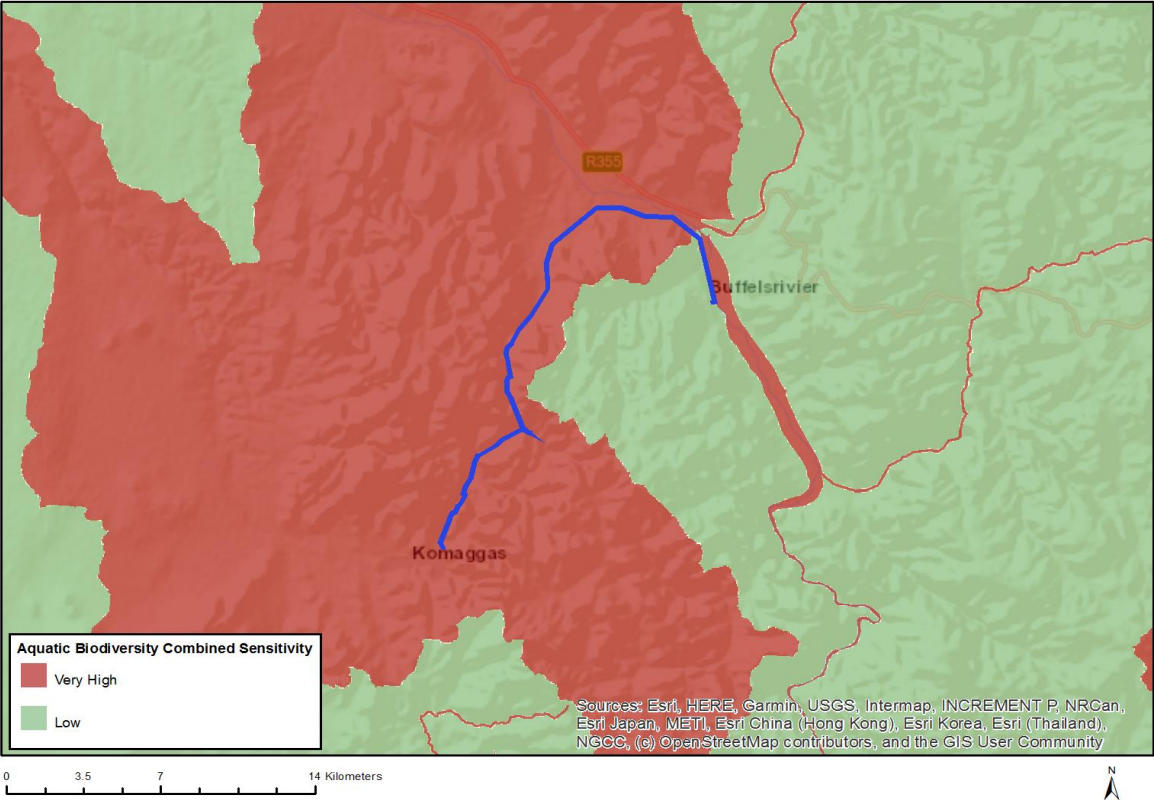 R355
Buffelsrivier
Komaggas
Aquatic Biodiversity Combined Sensitivity
Very High
Low
Sources: Esri, HERE, Garmin, USGS, Intermap, INCREMENT P, NRCan,
Esri Japan, METI, Esri China (Hong Kong), Esri Korea, Esri (Thailand),
NGCC, (c) OpenStreetMap contributors, and the GIS User Community
0 3.5 7 14 Kilometers
N